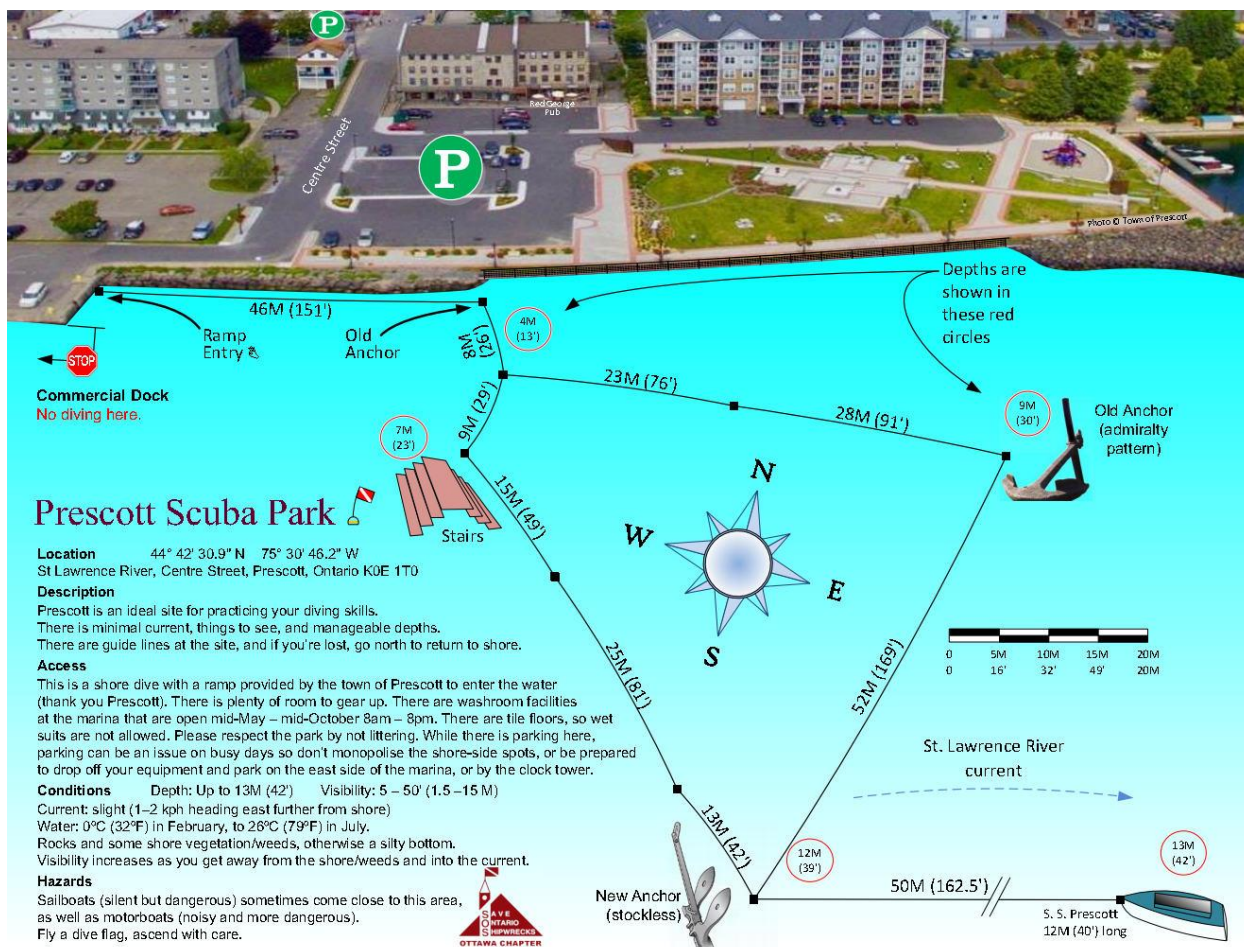 P
Red George
Pub
P
Centre Street
Photo © Town of Prescott
46M (151')
Ramp
Entry
Old
Anchor
4M
(13')
8M
(26')
Depths are
shown in
these red
circles
STOP
Commercial Dock
No diving here.
23M (76')
28M (91')
9M
(30')
Old Anchor
(admiralty
pattern)
9M (29')
7M
(23')
15M (49')
Stairs
N
W
E
S
Prescott Scuba Park
Location 44° 42' 30.9" N 75° 30' 46.2" W
St Lawrence River, Centre Street, Prescott, Ontario K0E 1T0
Description
Prescott is an ideal site for practicing your diving skills.
There is minimal current, things to see, and manageable depths.
There are guide lines at the site, and if you're lost, go north to return to shore.
Access
This is a shore dive with a ramp provided by the town of Prescott to enter the water
(thank you Prescott). There is plenty of room to gear up. There are washroom facilities
at the marina that are open mid-May – mid-October 8am – 8pm. There are tile floors, so wet
suits are not allowed. Please respect the park by not littering. While there is parking here,
parking can be an issue on busy days so don't monopolise the shore-side spots, or be prepared
to drop off your equipment and park on the east side of the marina, or by the clock tower.
Conditions Depth: Up to 13M (42') Visibility: 5 – 50' (1.5 –15 M)
Current: slight (1–2 kph heading east further from shore)
Water: 0ºC (32ºF) in February, to 26ºC (79ºF) in July.
Rocks and some shore vegetation/weeds, otherwise a silty bottom.
Visibility increases as you get away from the shore/weeds and into the current.
Hazards
Sailboats (silent but dangerous) sometimes come close to this area,
as well as motorboats (noisy and more dangerous).
Fly a dive flag, ascend with care.
SAVE
ONTARIO
SHIPWRECKS
SOS
OTTAWA CHAPTER
25M (81')
52M (169')
0 5M 10M 15M 20M
0 16' 32' 49' 20M
St. Lawrence River
current
13M (42')
New Anchor
(stockless)
12M
(39')
50M (162.5')
13M
(42')
S. S. Prescott
12M (40') long